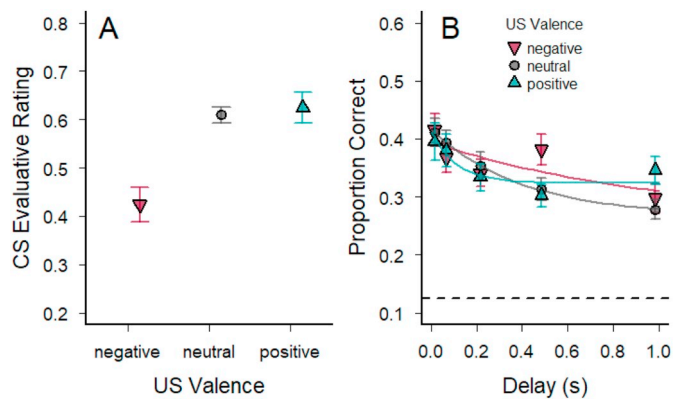 A
CS Evaluative Rating
0.8
0.7
0.6
0.5
0.4
0.3
0.2
negative neutral positive
US Valence
B
US Valence
negative
neutral
positive
Proportion Correct
0.6
0.5
0.4
0.3
0.2
0.1
0.0 0.2 0.4 0.6 0.8 1.0
Delay (s)